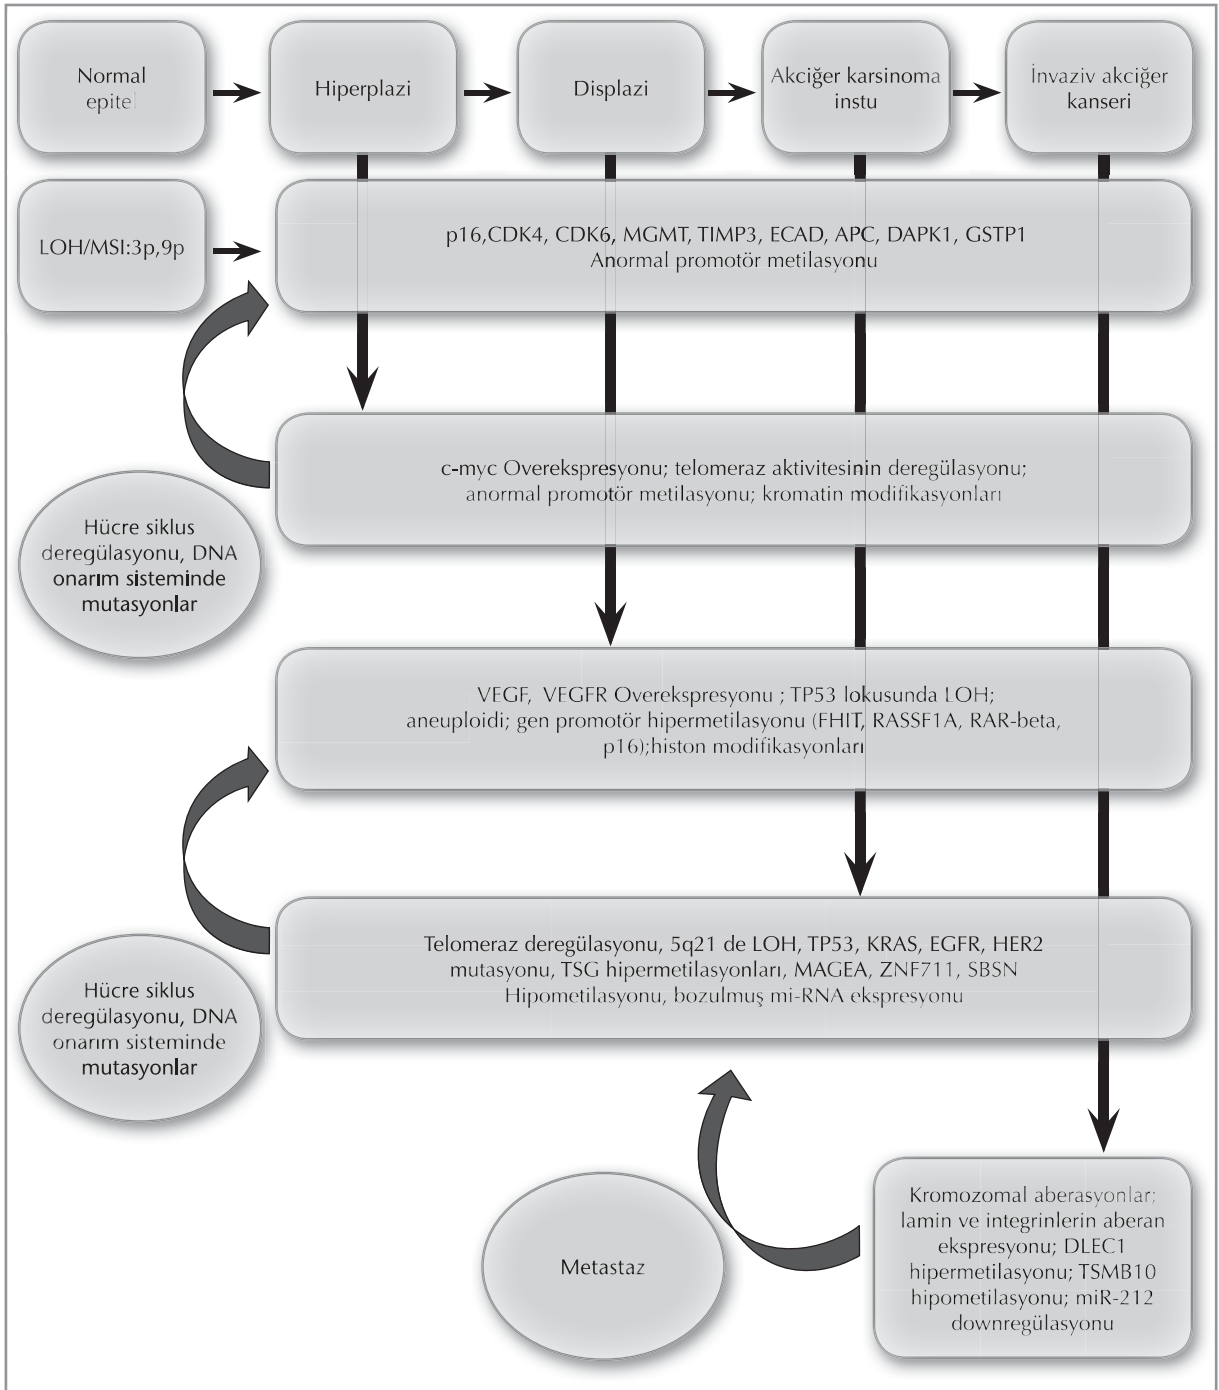 Normal
epitel
Hiperplazi
Displazi
Akciğer karsinoma
instu
İnvaziv akciğer
kanseri
LOH/MSI:3p,9p
p16,CDK4, CDK6, MGMT, TIMP3, ECAD, APC, DAPK1, GSTP1
Anormal promotör metilasyonu
c-myc Overekspresyonu; telomeraz aktivitesinin deregülasyonu;
anormal promotör metilasyonu; kromatin modifikasyonları
Hücre siklus
deregülasyonu, DNA
onarım sisteminde
mutasyonlar
VEGF, VEGFR Overekspresyonu ; TP53 lokusunda LOH;
aneuploidi; gen promotör hipermetilasyonu (FHIT, RASSF1A, RAR-beta,
p16);histon modifikasyonları
Telomeraz deregülasyonu, 5q21 de LOH, TP53, KRAS, EGFR, HER2
mutasyonu, TSG hipermetilasyonları, MAGEA, ZNF711, SBSN
Hipometilasyonu, bozulmuş mi-RNA ekspresyonu
Hücre siklus
deregülasyonu, DNA
onarım sisteminde
mutasyonlar
Metastaz
Kromozomal aberasyonlar;
lamin ve integrinlerin aberan
ekspresyonu; DLEC1
hipermetilasyonu; TSMB10
hipometilasyonu; miR-212
downregülasyonu